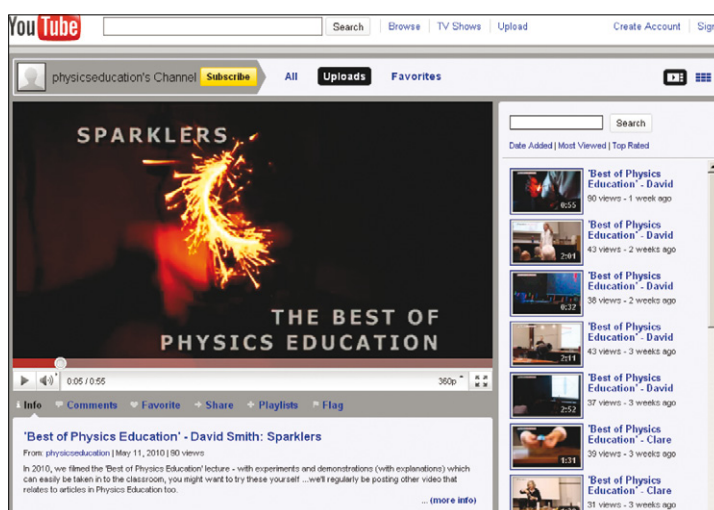 You Tube
Search
Browse | TV Shows | Upload
Create Account | Sign
physicseducation's Channel
Subscribe
All
Uploads
Favorites
SPARKLERS
THE BEST OF
PHYSICS EDUCATION
0:05 / 0:55
360p
Info
Comments
Favorite
Share
Playlists
Flag
'Best of Physics Education' - David Smith: Sparklers
From: physicseducation | May 11, 2010 | 90 views
In 2010, we filmed the 'Best of Physics Education' lecture - with experiments and demonstrations (with explanations) which
can easily be taken in to the classroom, you might want to try these yourself ...we'll regularly be posting other video that
relates to articles in Physics Education too.
... (more info)
Search
Date Added | Most Viewed | Top Rated
0:55
'Best of Physics
Education' - David
90 views - 1 week ago
2:01
'Best of Physics
Education' - David
43 views - 2 weeks ago
0:32
'Best of Physics
Education' - David
38 views - 2 weeks ago
2:11
'Best of Physics
Education' - David
43 views - 3 weeks ago
2:52
'Best of Physics
Education' - David
37 views - 3 weeks ago
1:31
'Best of Physics
Education' - Clare
39 views - 3 weeks ago
'Best of Physics
Education' - Clare
31 views - 3 weeks ago